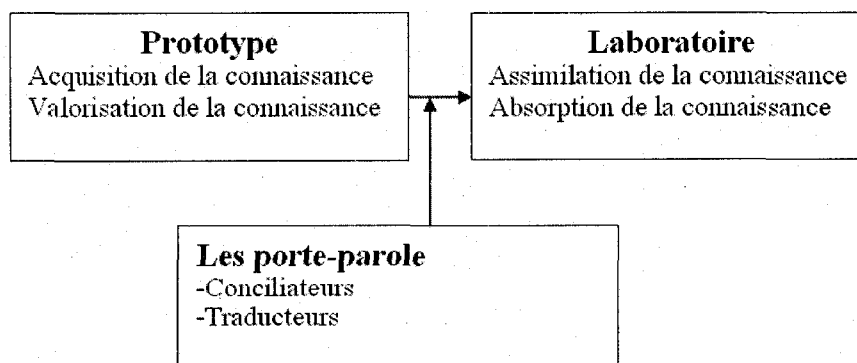 Prototype
Acquisition de la connaissance
Valorisation de la connaissance
Laboratoire
Assimilation de la connaissance
Absorption de la connaissance
Les porte-parole
-Conciliateurs
-Traducteurs